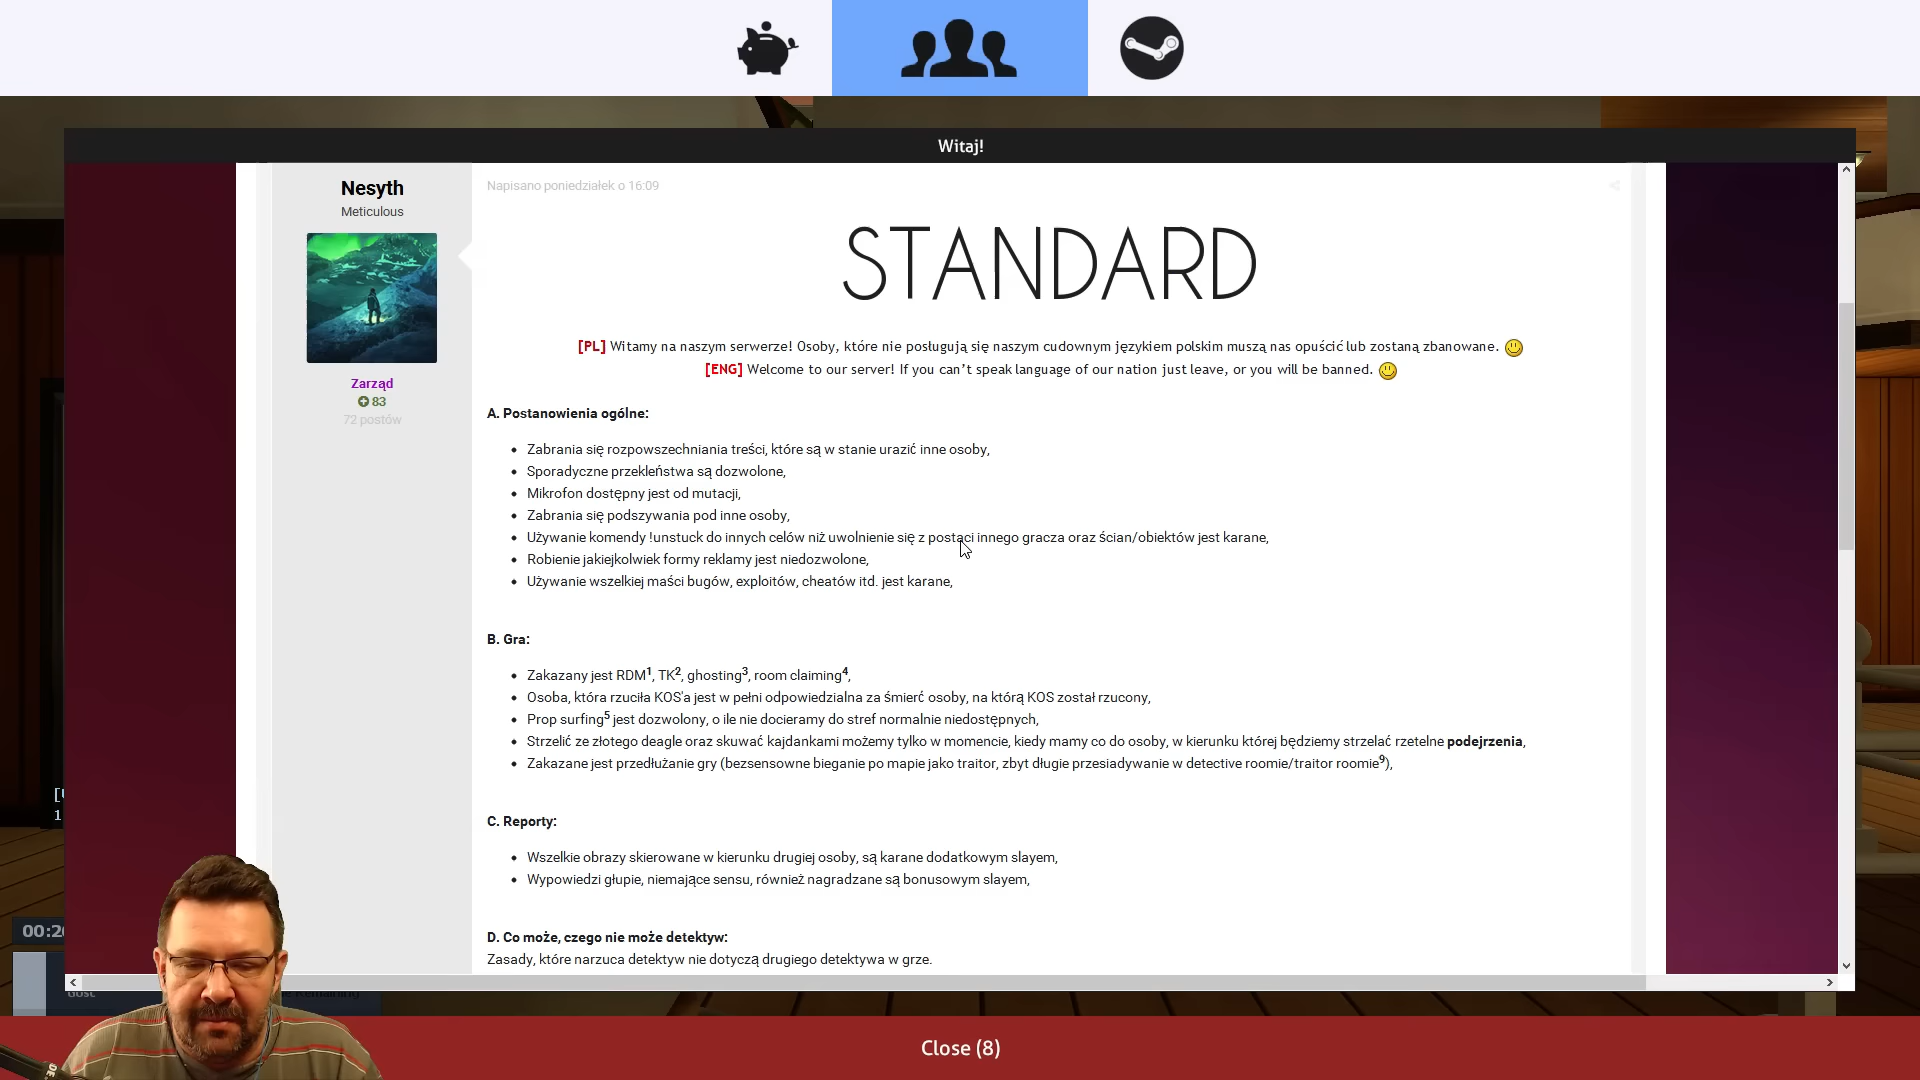 Witaj!
Nesyth
Meticulous
Zarząd
83
72 postów
Napisano poniedziałek o 16:09
STANDARD
[PL] Witamy na naszym serwerze! Osoby, które nie posługują się naszym cudownym językiem polskim muszą nas opuścić lub zostaną zbanowane.
[ENG] Welcome to our server! If you can’t speak language of our nation just leave, or you will be banned.
A. Postanowienia ogólne:
Zabrania się rozpowszechniania treści, które są w stanie urazić inne osoby,
Sporadyczne przekleństwa są dozwolone,
Mikrofon dostępny jest od mutacji,
Zabrania się podszywania pod inne osoby,
Używanie komendy !unstuck do innych celów niż uwolnienie się z postaci innego gracza oraz ścian/obiektów jest karane,
Robienie jakiejkolwiek formy reklamy jest niedozwolone,
Używanie wszelkiej maści bugów, exploitów, cheatów itd. jest karane,
B. Gra:
Zakazany jest RDM¹, TK², ghosting³, room claiming⁴,
Osoba, która rzuciła KOS'a jest w pełni odpowiedzialna za śmierć osoby, na którą KOS został rzucony,
Prop surfing⁵ jest dozwolony, o ile nie docieramy do stref normalnie niedostępnych,
Strzelić ze złotego deagle oraz skuwać kajdankami możemy tylko w momencie, kiedy mamy co do osoby, w kierunku której będziemy strzelać rzetelne podejrzenia,
Zakazane jest przedłużanie gry (bezsensowne bieganie po mapie jako traitor, zbyt długie przesiadywanie w detective roomie/traitor roomie⁹),
C. Reporty:
Wszelkie obrazy skierowane w kierunku drugiej osoby, są karane dodatkowym slayem,
Wypowiedzi głupie, niemające sensu, również nagradzane są bonusowym slayem,
D. Co może, czego nie może detektyw:
Zasady, które narzuca detektyw nie dotyczą drugiego detektywa w grze.
Close (8)